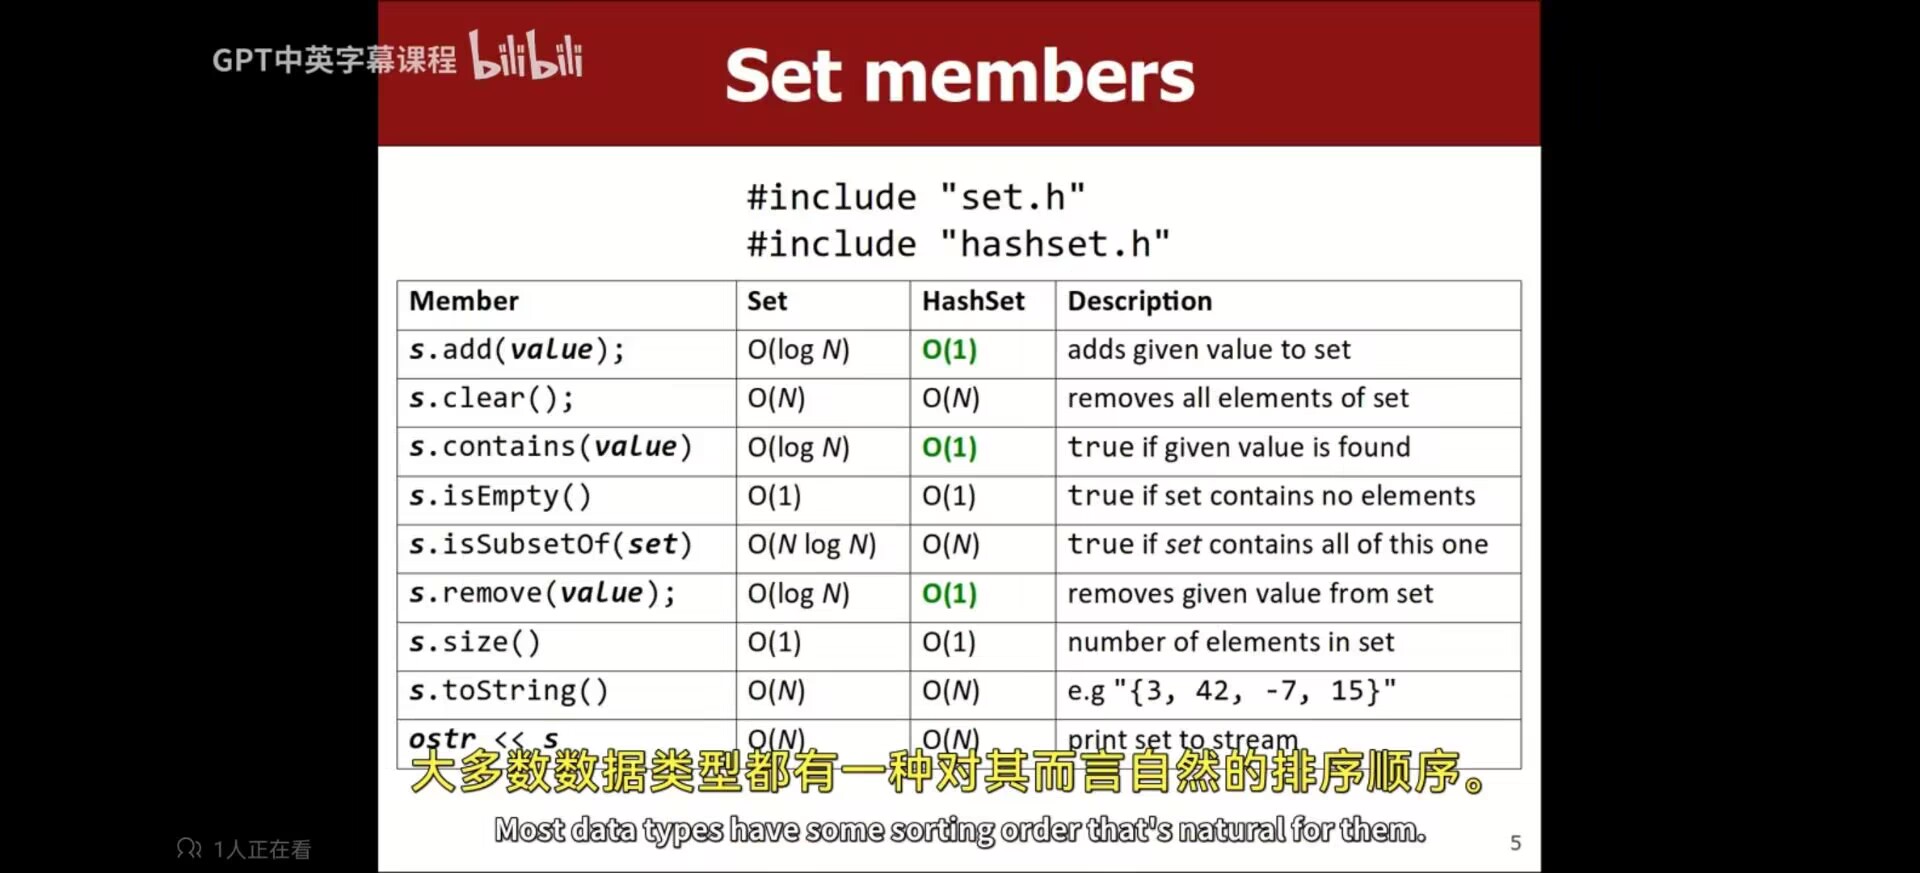 GPT中英字幕课程 bilibili
Set members
#include "set.h"
#include "hashset.h"
Member Set HashSet Description
s.add(value); O(log N) O(1) adds given value to set
s.clear(); O(N) O(N) removes all elements of set
s.contains(value) O(log N) O(1) true if given value is found
s.isEmpty() O(1) O(1) true if set contains no elements
s.isSubsetOf(set) O(N log N) O(N) true if set contains all of this one
s.remove(value); O(log N) O(1) removes given value from set
s.size() O(1) O(1) number of elements in set
s.toString() O(N) O(N) e.g "{3, 42, -7, 15}"
ostr << s O(N) O(N) print set to stream
大多数数据类型都有一种对其而言自然的排序顺序。
Most data types have some sorting order that's natural for them.
1人正在看
5